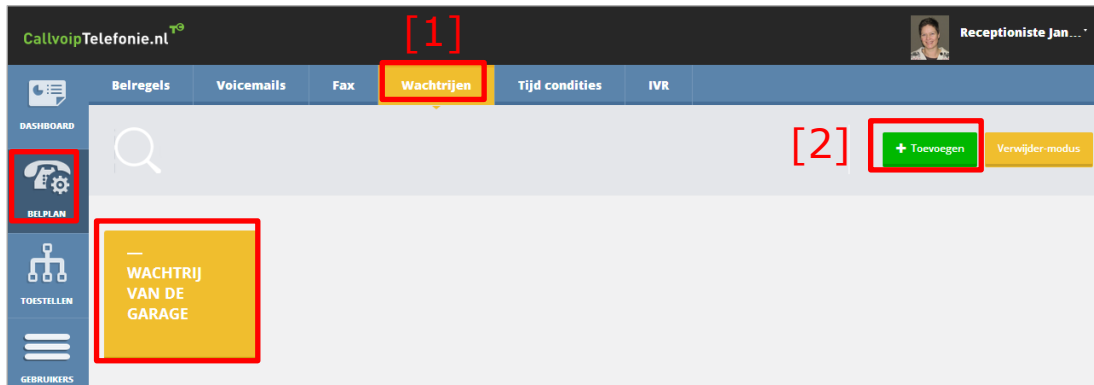 CallvoipTelefonie.nl
[1]
Receptioniste Jan...
Belregels Voicemails Fax Wachtrijen Tijd condities IVR
DASHBOARD
[2]
+ Toevoegen
Verwijder-modus
BELPLAN
WACHTRIJ
VAN DE
GARAGE
TOESTELLEN
GEBRUIKERS